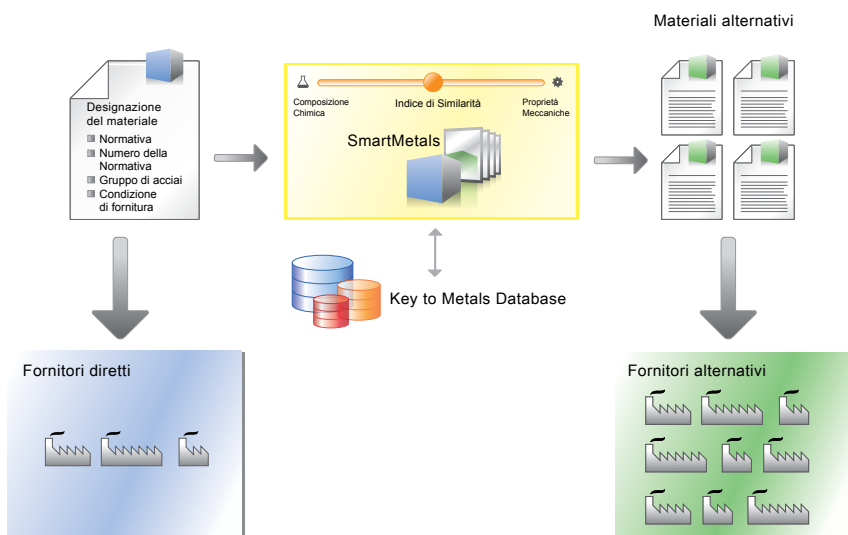 Materiali alternativi
Designazione
del materiale
Normativa
Numero della
Normativa
Gruppo di acciai
Condizione
di fornitura
Composizione
Chimica
Indice di Similarità
Proprietà
Meccaniche
SmartMetals
Key to Metals Database
Fornitori diretti
Fornitori alternativi